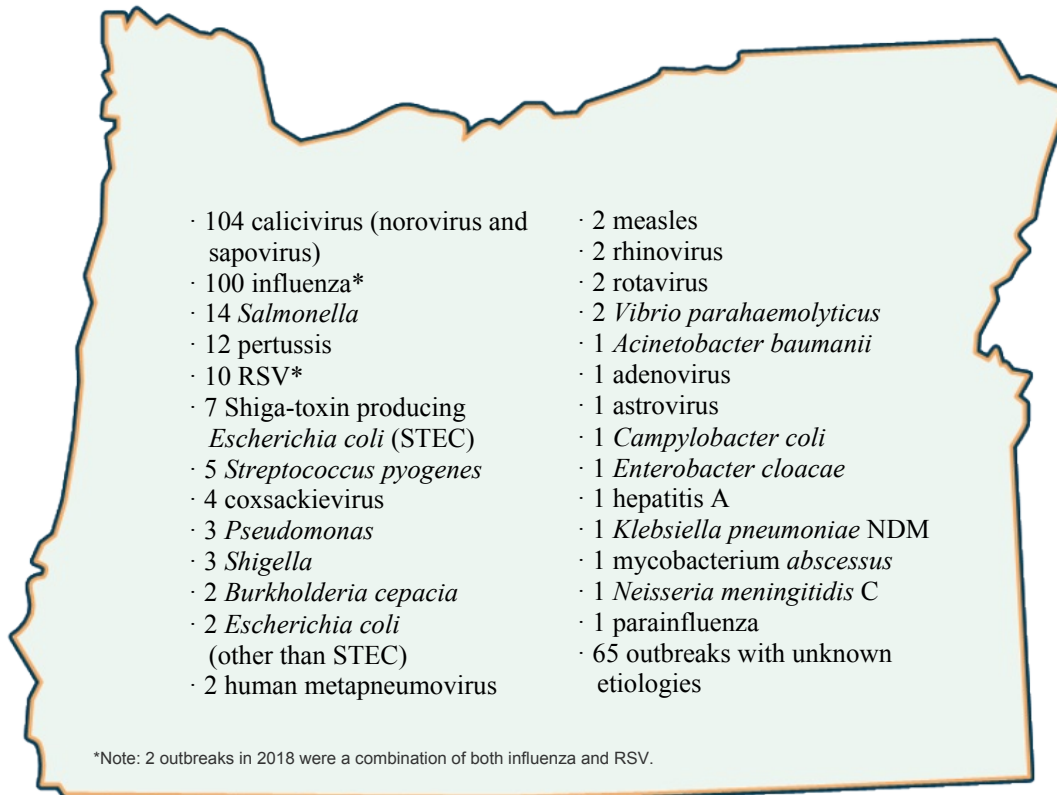 · 104 calicivirus (norovirus and
sapovirus)
· 100 influenza*
· 14 Salmonella
· 12 pertussis
· 10 RSV*
· 7 Shiga-toxin producing
Escherichia coli (STEC)
· 5 Streptococcus pyogenes
· 4 coxsackievirus
· 3 Pseudomonas
· 3 Shigella
· 2 Burkholderia cepacia
· 2 Escherichia coli
(other than STEC)
· 2 human metapneumovirus
· 2 measles
· 2 rhinovirus
· 2 rotavirus
· 2 Vibrio parahaemolyticus
· 1 Acinetobacter baumanii
· 1 adenovirus
· 1 astrovirus
· 1 Campylobacter coli
· 1 Enterobacter cloacae
· 1 hepatitis A
· 1 Klebsiella pneumoniae NDM
· 1 mycobacterium abscessus
· 1 Neisseria meningitidis C
· 1 parainfluenza
· 65 outbreaks with unknown
etiologies
*Note: 2 outbreaks in 2018 were a combination of both influenza and RSV.